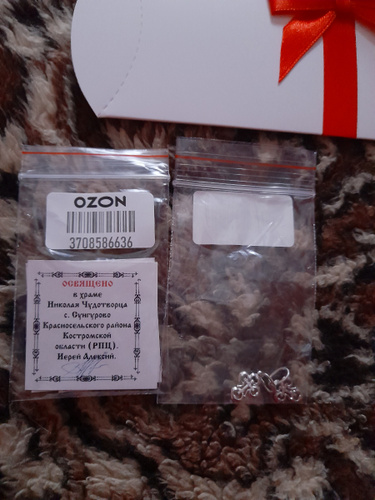 OZON
3708586636
ОСВЯЩЕНО
в храме
Николая Чудотворца
с. Сунгурово
Красносельского района
Костромской
области (РПЦ).
Иерей Алексий.